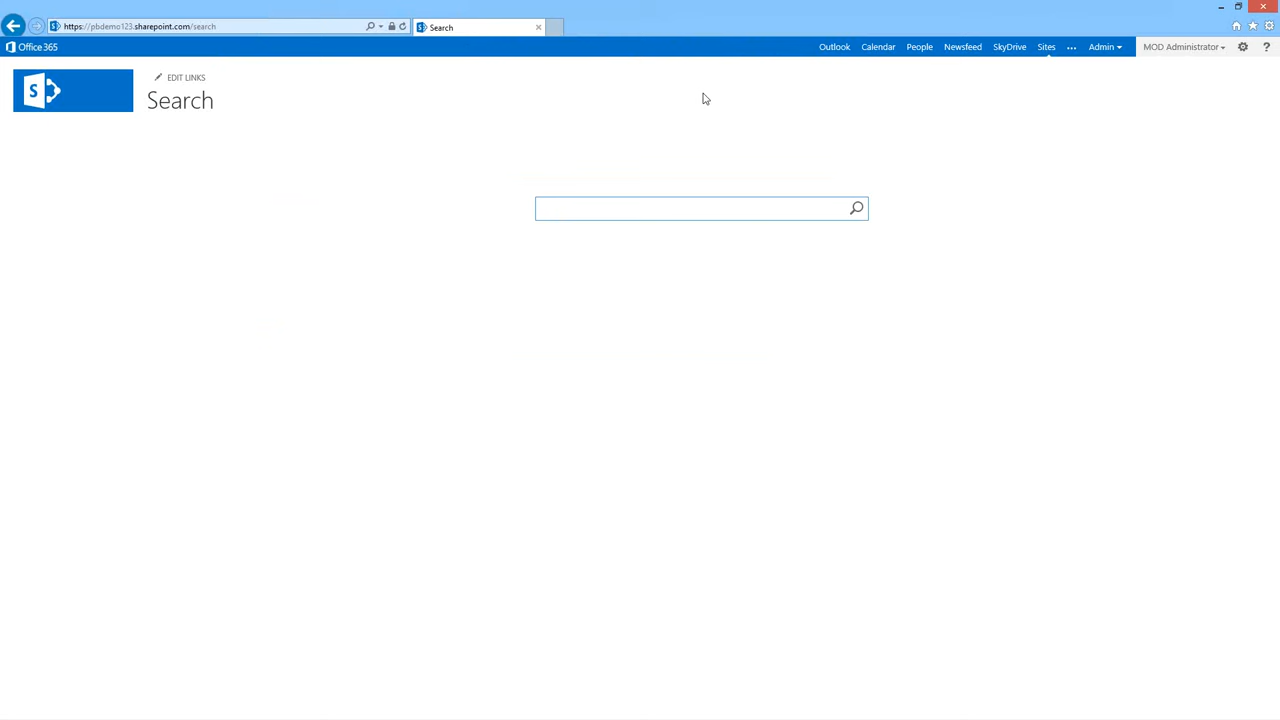 https://pbdemo123.sharepoint.com/search
Search
Office 365
Outlook Calendar People Newsfeed SkyDrive Sites ... Admin MOD Administrator ?
S
EDIT LINKS
Search